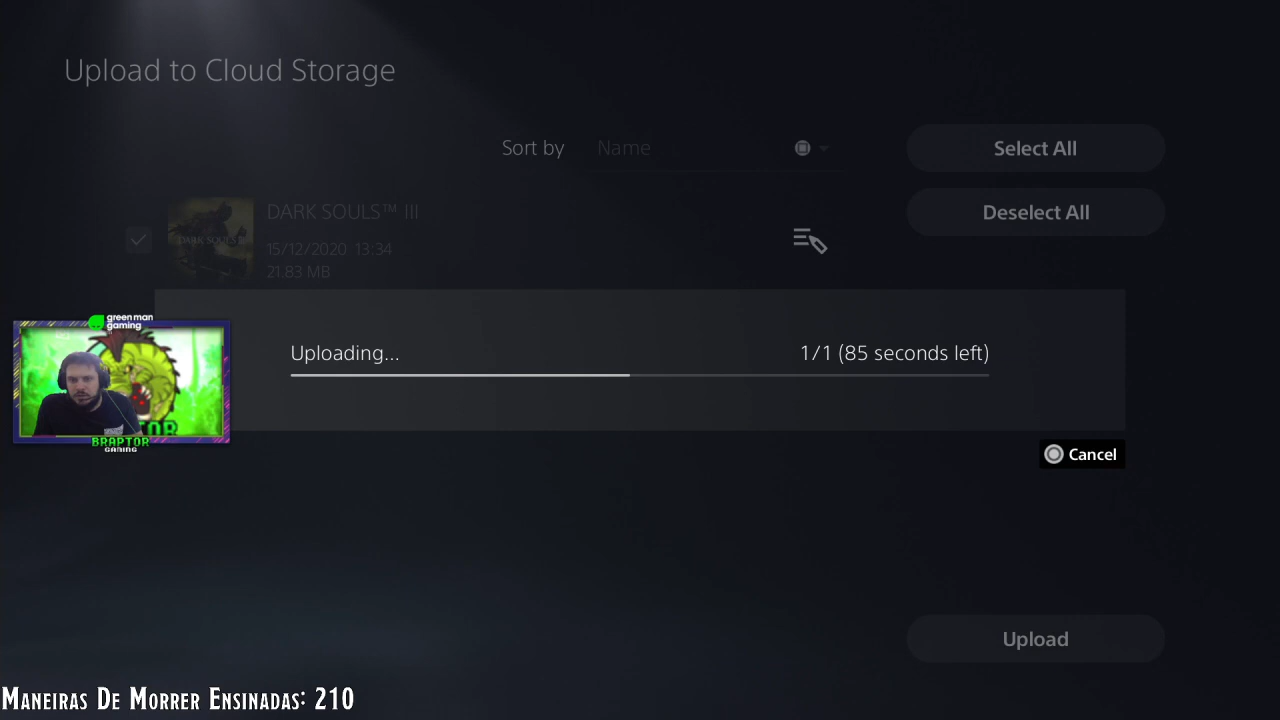 Upload to Cloud Storage
Sort by Name
Select All
DARK SOULS™ III
Deselect All
15/12/2020 13:34
21.83 MB
green man
gaming
Uploading...
1/1 (85 seconds left)
BRAPTOR
GAMING
Cancel
Upload
MANEIRAS DE MORRER ENSINADAS: 210